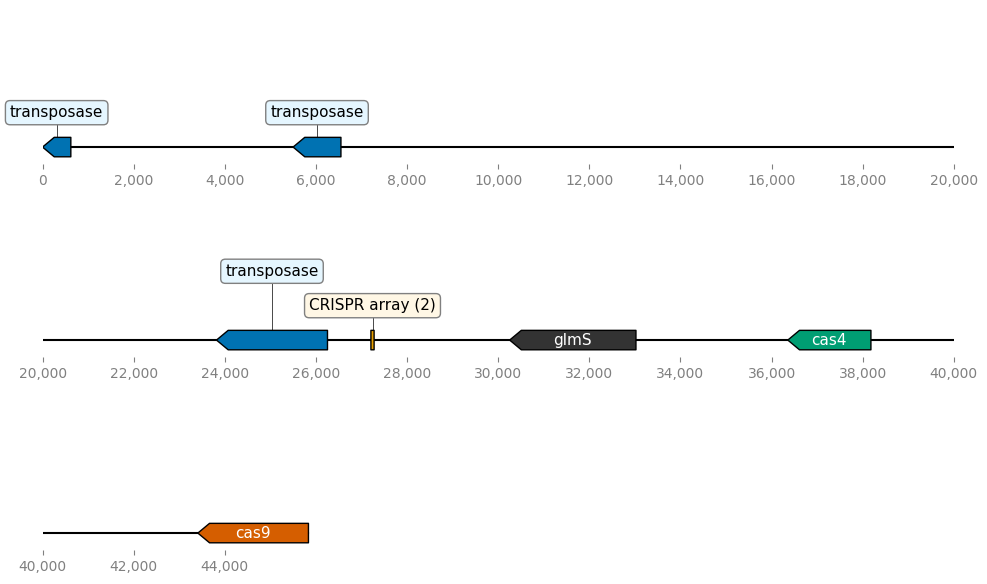 transposase transposase
0 2,000 4,000 6,000 8,000 10,000 12,000 14,000 16,000 18,000 20,000
transposase
CRISPR array (2)
glmS cas4
20,000 22,000 24,000 26,000 28,000 30,000 32,000 34,000 36,000 38,000 40,000
cas9
40,000 42,000 44,000